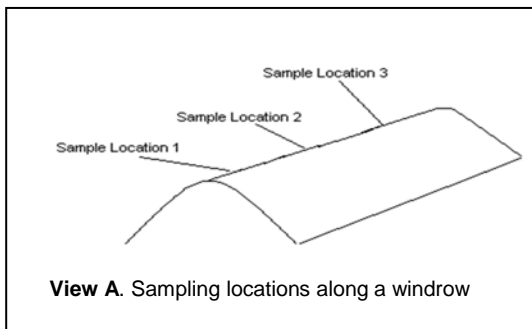 Sample Location 3
Sample Location 2
Sample Location 1
View A. Sampling locations along a windrow